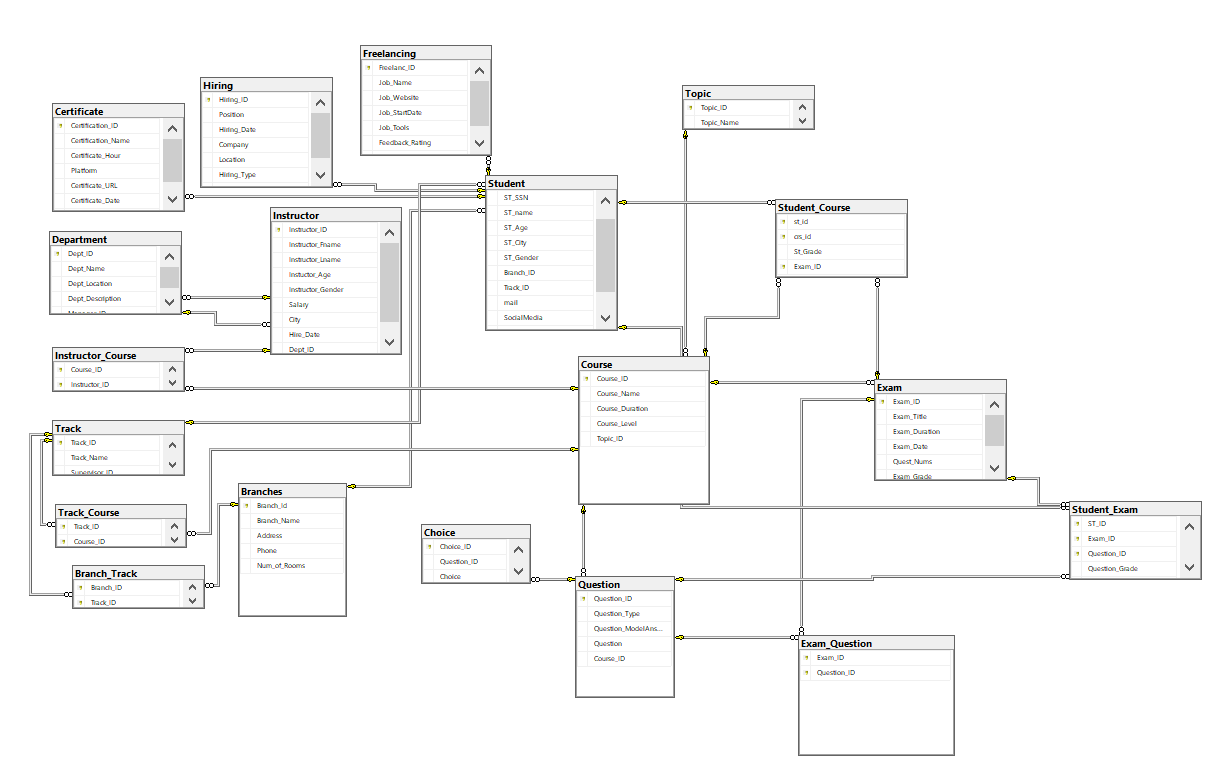 Freelancing
Freelanc_ID
Job_Name
Job_Website
Job_StartDate
Job_Tools
Feedback_Rating
Hiring
Hiring_ID
Position
Hiring_Date
Company
Location
Hiring_Type
Topic
Topic_ID
Topic_Name
Certificate
Certification_ID
Certification_Name
Certificate_Hour
Platform
Certificate_URL
Certificate_Date
Student
ST_SSN
ST_name
ST_Age
ST_City
ST_Gender
Branch_ID
Track_ID
mail
SocialMedia
Student_Course
st_id
crs_id
St_Grade
Exam_ID
Instructor
Instructor_ID
Instructor_Fname
Instructor_Lname
Instructor_Age
Instructor_Gender
Salary
City
Hire_Date
Dept_ID
Department
Dept_ID
Dept_Name
Dept_Location
Dept_Description
Manager_ID
Instructor_Course
Course_ID
Instructor_ID
Course
Course_ID
Course_Name
Course_Duration
Course_Level
Topic_ID
Exam
Exam_ID
Exam_Title
Exam_Duration
Exam_Date
Quest_Nums
Exam_Grade
Track
Track_ID
Track_Name
Supervisor_ID
Branches
Branch_Id
Branch_Name
Address
Phone
Num_of_Rooms
Track_Course
Track_ID
Course_ID
Student_Exam
ST_ID
Exam_ID
Question_ID
Question_Grade
Choice
Choice_ID
Question_ID
Choice
Branch_Track
Branch_ID
Track_ID
Question
Question_ID
Question_Type
Question_ModelAns...
Question
Course_ID
Exam_Question
Exam_ID
Question_ID